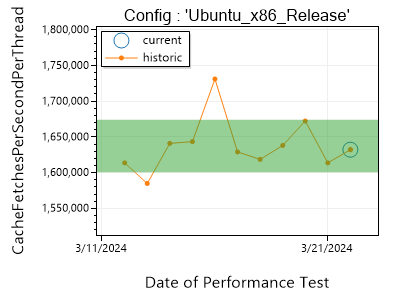 Config : 'Ubuntu_x86_Release'
CacheFetchesPerSecondPerThread
1,800,000
1,750,000
1,700,000
1,650,000
1,600,000
1,550,000
current
historic
3/11/2024
3/21/2024
Date of Performance Test